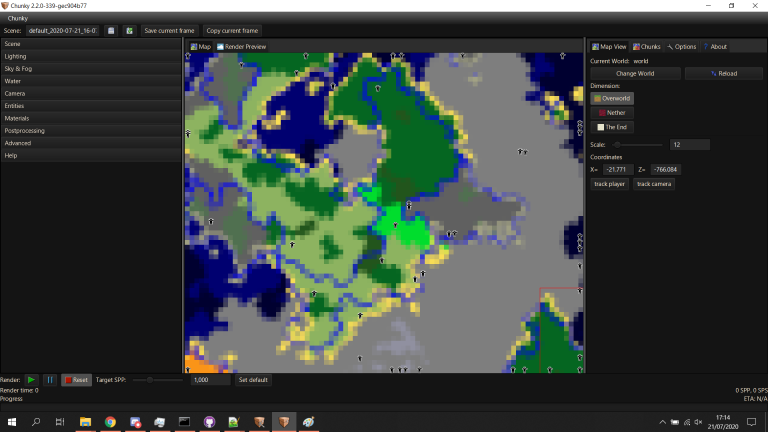 Chunky 2.2.0-339-gec904b77
Chunky
Scene: default_2020-07-21_16-0 Save current frame Copy current frame
Scene
Lighting
Sky & Fog
Water
Camera
Entities
Materials
Postprocessing
Advanced
Help
Map Render Preview
Map View Chunks Options ? About
Current World: world
Change World Reload
Dimension:
Overworld
Nether
The End
Scale: 12
Coordinates
X= -21.771 Z= -766.084
track player track camera
Render: Reset Target SPP: 1,000 Set default
Render time: 0 0 SPP, 0 SPS
Progress ETA: N/A
17:14
21/07/2020